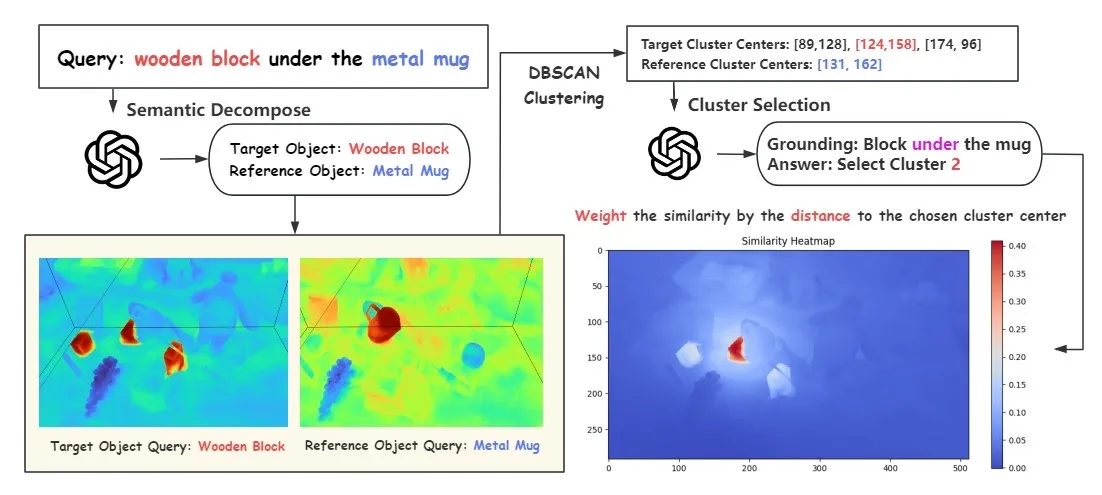 Query: wooden block under the metal mug
Semantic Decompose
Target Object: Wooden Block
Reference Object: Metal Mug
Target Object Query: Wooden Block
Reference Object Query: Metal Mug
DBSCAN
Clustering
Target Cluster Centers: [89,128], [124,158], [174, 96]
Reference Cluster Centers: [131, 162]
Cluster Selection
Grounding: Block under the mug
Answer: Select Cluster 2
Weight the similarity by the distance to the chosen cluster center
Similarity Heatmap
0
50
100
150
200
250
0 100 200 300 400 500
0.40
0.35
0.30
0.25
0.20
0.15
0.10
0.05
0.00